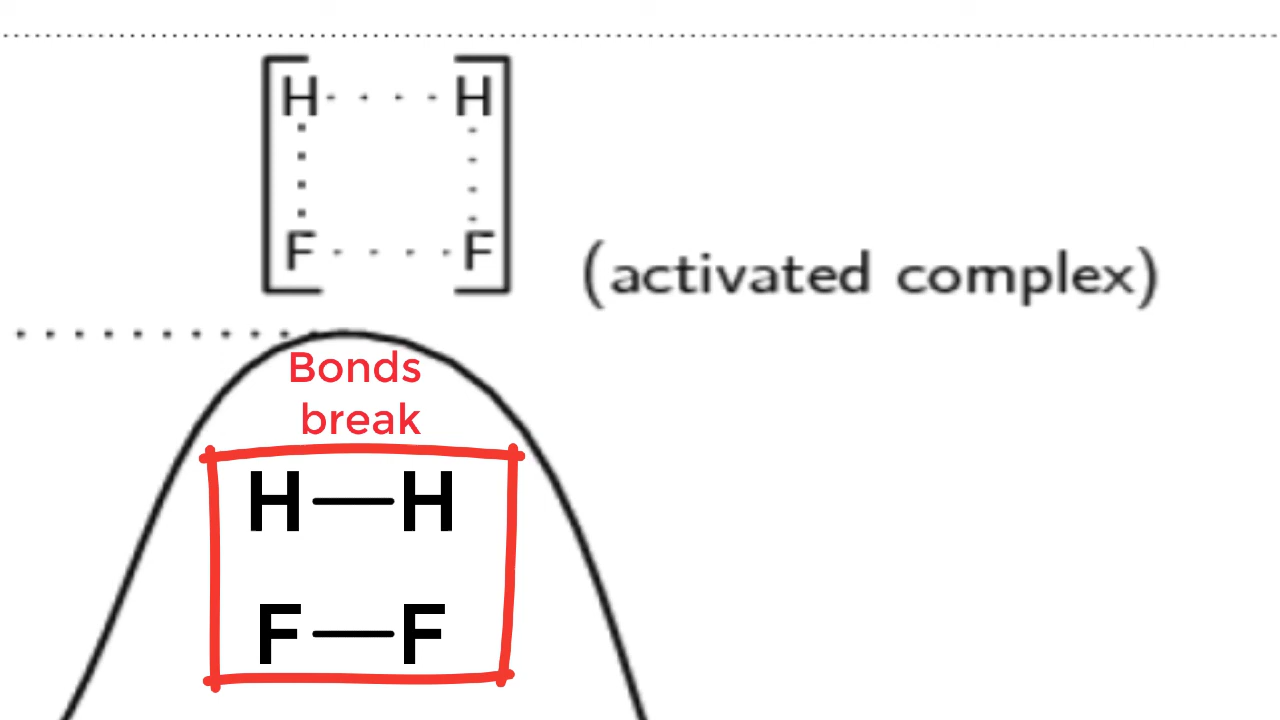 H · · · · H
F · · · · F
(activated complex)
Bonds
break
H—H
F—F